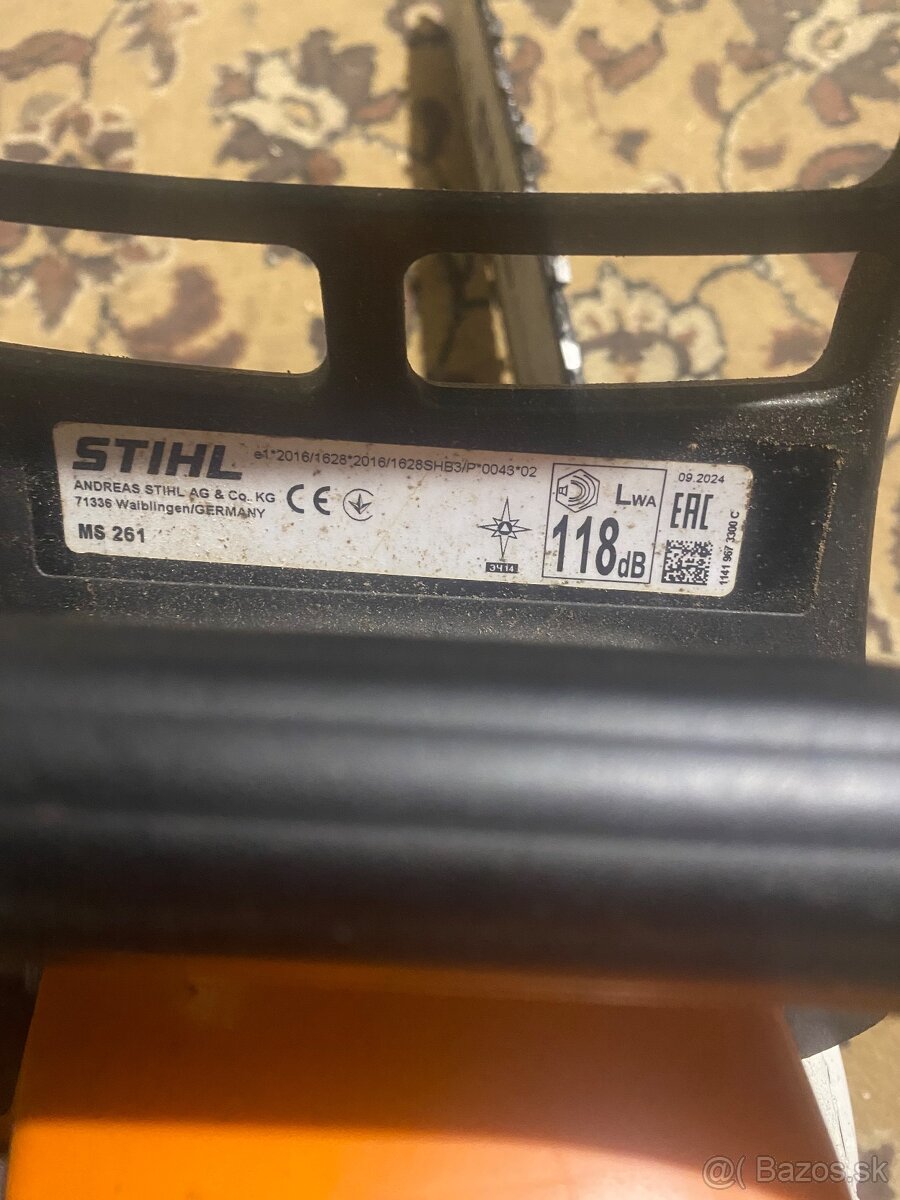 STIHL
e1*2016/1628*2016/1628SHB3/P*0043*02
ANDREAS STIHL AG & Co. KG
71336 Waiblingen/GERMANY
MS 261
CE
ЭЧ14
LWA
118dB
09.2024
EAC
1141 967 3300 C
@( Bazos.sk